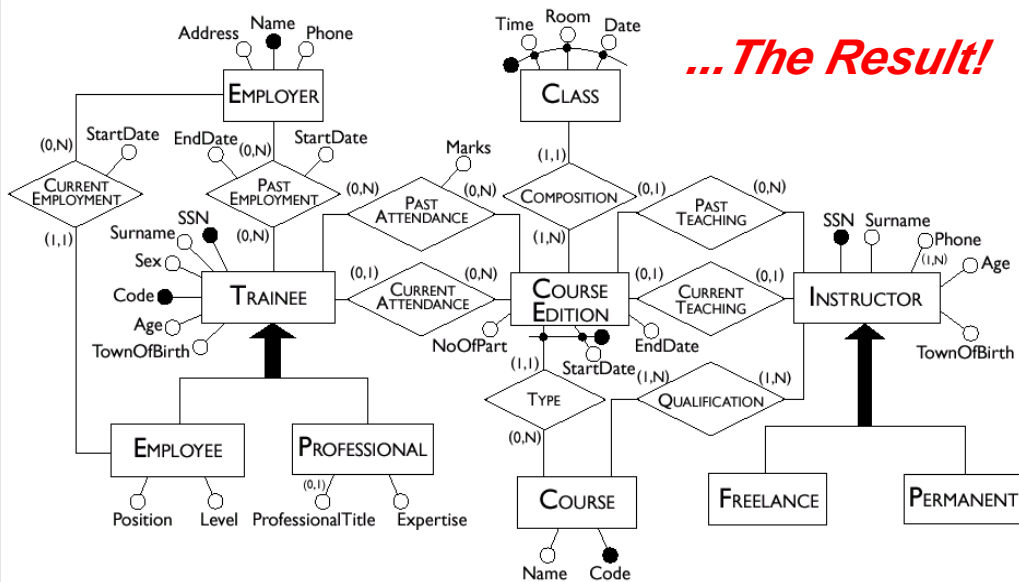 ...The Result!
Time
Room
Date
Address
Name
Phone
EMPLOYER
CLASS
(0,N)
StartDate
EndDate
(0,N)
StartDate
Marks
(1,1)
CURRENT
EMPLOYMENT
PAST
EMPLOYMENT
(0,N)
PAST
ATTENDANCE
(0,N)
COMPOSITION
(0,1)
PAST
TEACHING
(0,N)
(1,1)
SSN
Surname
(0,N)
(1,N)
SSN
Surname
Phone
(1,N)
Age
Sex
Code
Age
TownOfBirth
TRAINEE
(0,1)
CURRENT
ATTENDANCE
(0,N)
COURSE
EDITION
(0,1)
CURRENT
TEACHING
(0,1)
INSTRUCTOR
NoOfPart
StartDate
EndDate
TownOfBirth
(1,1)
TYPE
(0,N)
(1,N)
QUALIFICATION
(1,N)
EMPLOYEE
PROFESSIONAL
(0,1)
Position
Level
ProfessionalTitle
Expertise
COURSE
Name
Code
FREELANCE
PERMANENT